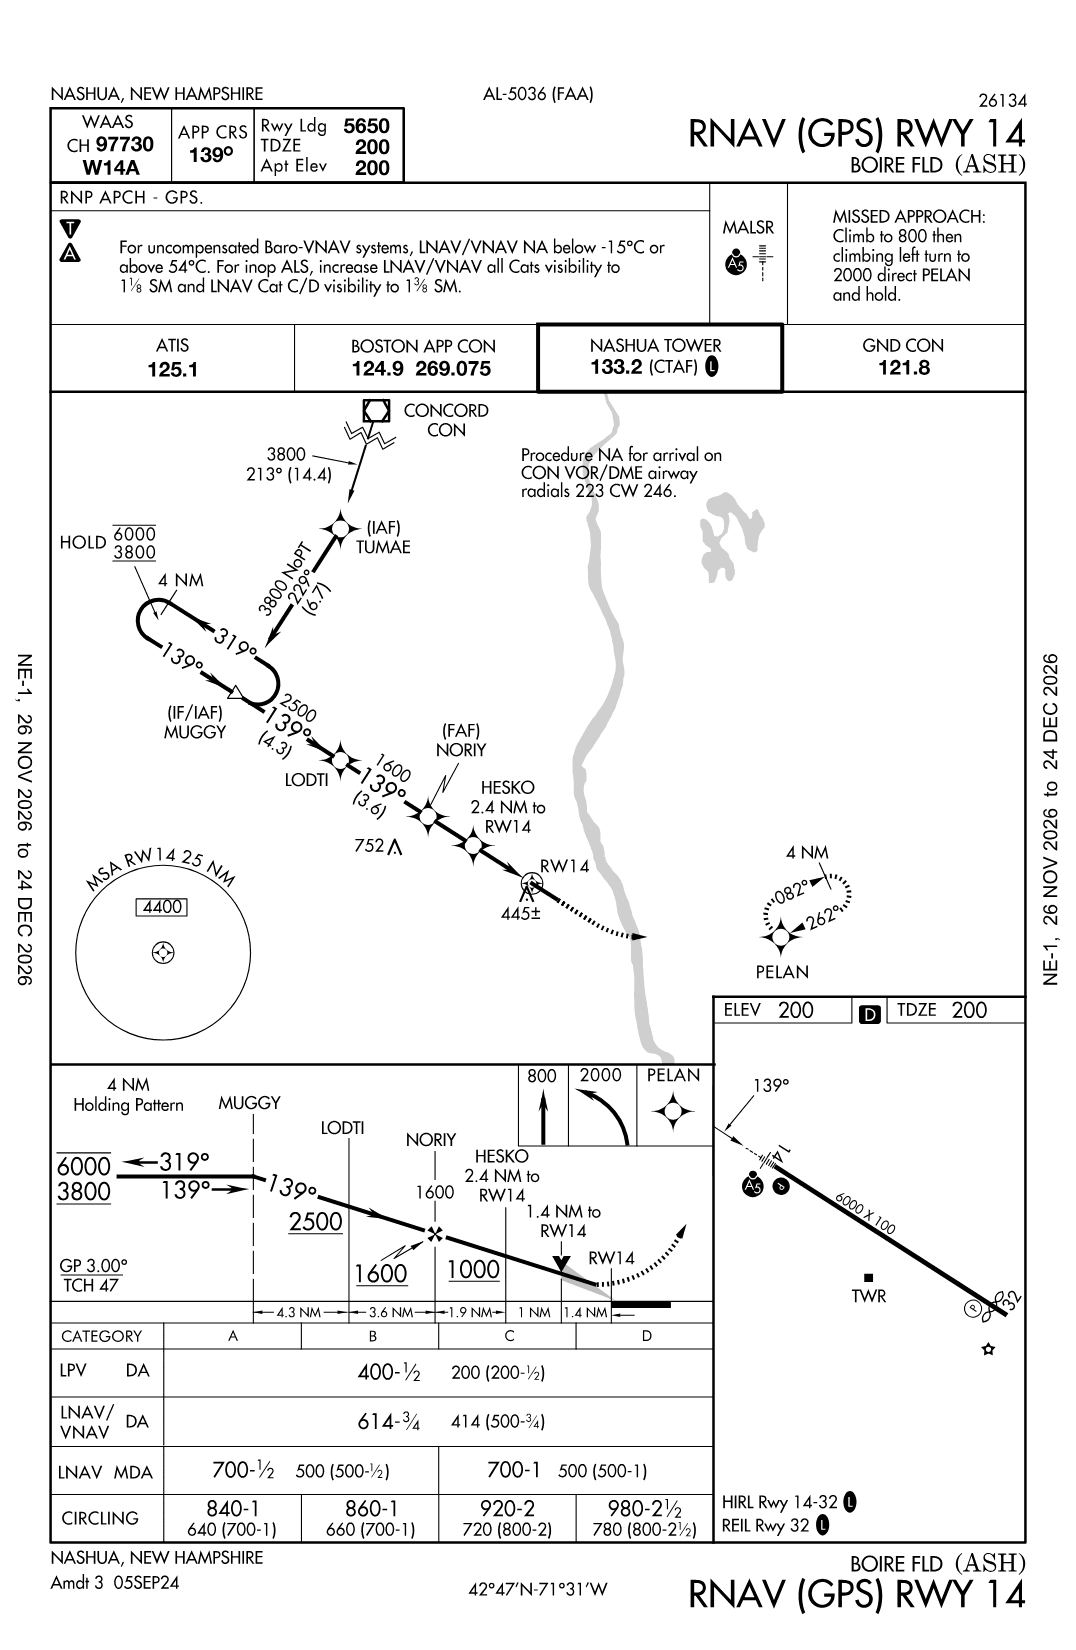 NASHUA, NEW HAMPSHIRE
AL-5036 (FAA)
26134
WAAS
CH 97730
W14A
APP CRS
139°
Rwy Ldg 5650
TDZE 200
Apt Elev 200
RNAV (GPS) RWY 14
BOIRE FLD (ASH)
RNP APCH - GPS.
T
A
For uncompensated Baro-VNAV systems, LNAV/VNAV NA below -15°C or
above 54°C. For inop ALS, increase LNAV/VNAV all Cats visibility to
1⅛ SM and LNAV Cat C/D visibility to 1⅜ SM.
MALSR
A5
MISSED APPROACH:
Climb to 800 then
climbing left turn to
2000 direct PELAN
and hold.
ATIS
125.1
BOSTON APP CON
124.9 269.075
NASHUA TOWER
133.2 (CTAF) L
GND CON
121.8
CONCORD
CON
3800
213° (14.4)
Procedure NA for arrival on
CON VOR/DME airway
radials 223 CW 246.
(IAF)
TUMAE
HOLD 6000
3800
4 NM
3800 NoPT
229°
(6.7)
319°
139°
(IF/IAF)
MUGGY
2500
139°
(4.3)
LODTI
1600
139°
(3.6)
(FAF)
NORIY
HESKO
2.4 NM to
RW14
752
RW14
445±
4 NM
082°
262°
PELAN
MSA RW14 25 NM
4400
NE-1, 26 NOV 2026 to 24 DEC 2026
NE-1, 26 NOV 2026 to 24 DEC 2026
ELEV 200
D
TDZE 200
139°
14
A5
P
6000 X 100
TWR
P
32
HIRL Rwy 14-32 L
REIL Rwy 32 L
4 NM
Holding Pattern
MUGGY
LODTI
NORIY
HESKO
2.4 NM to
RW14
1.4 NM to
RW14
RW14
800
2000
PELAN
6000
3800
319°
139°
139°
2500
1600
1600
1000
GP 3.00°
TCH 47
4.3 NM
3.6 NM
1.9 NM
1 NM
1.4 NM
CATEGORY A B C D
LPV DA 400-½ 200 (200-½)
LNAV/
VNAV DA 614-¾ 414 (500-¾)
LNAV MDA 700-½ 500 (500-½) 700-1 500 (500-1)
CIRCLING
840-1
640 (700-1)
860-1
660 (700-1)
920-2
720 (800-2)
980-2½
780 (800-2½)
NASHUA, NEW HAMPSHIRE
Amdt 3 05SEP24
42°47'N-71°31'W
BOIRE FLD (ASH)
RNAV (GPS) RWY 14